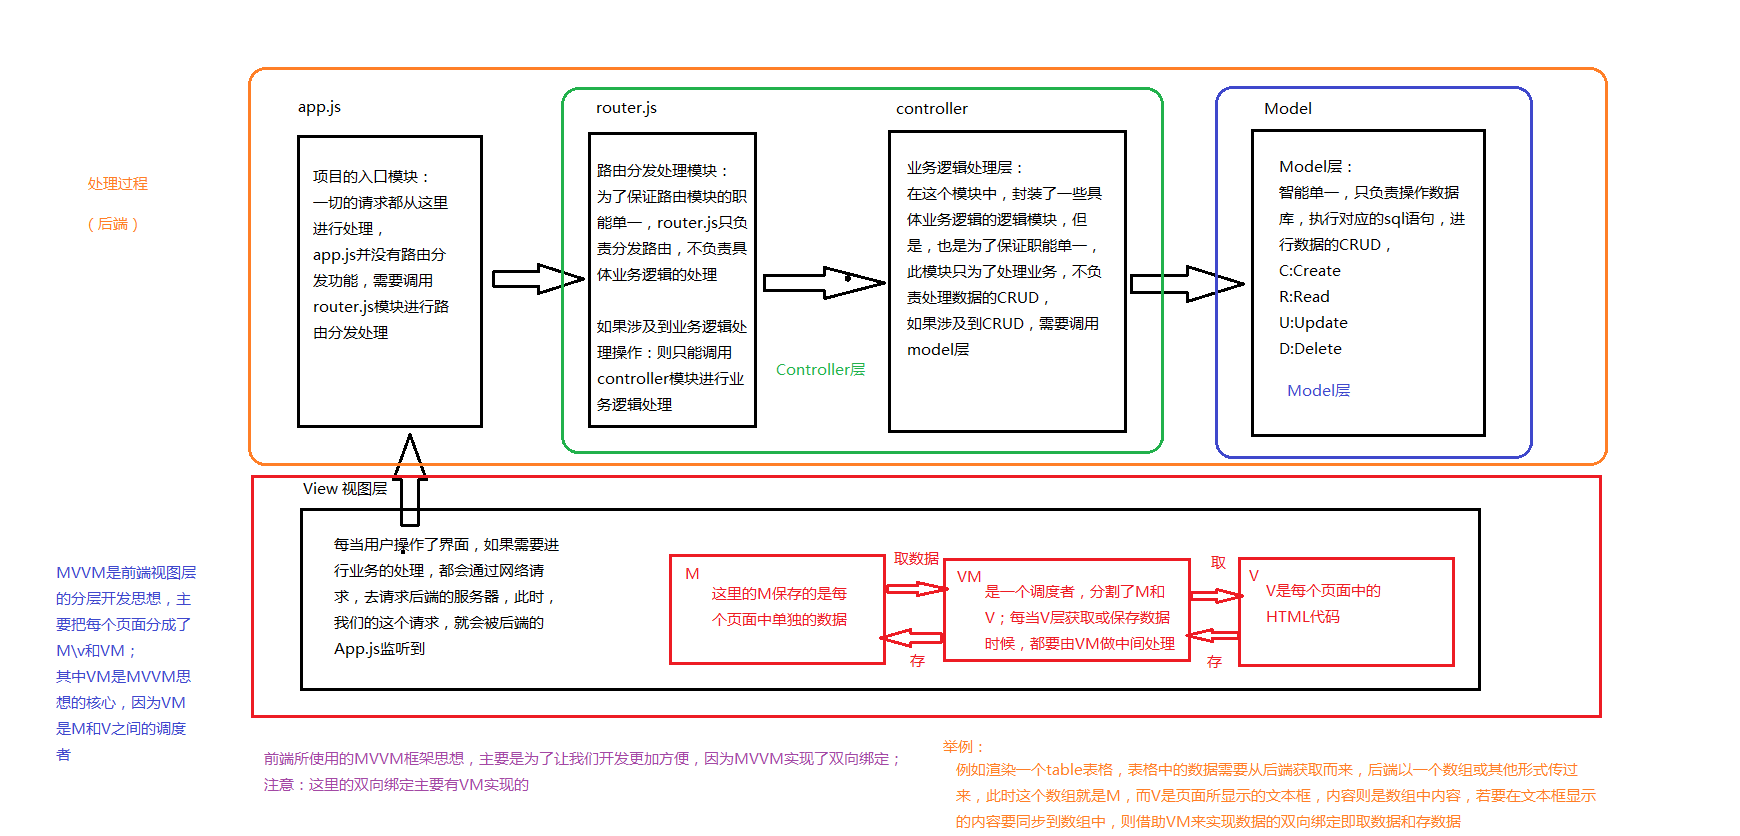 app.js
项目的入口模块：
一切的请求都从这里
进行处理，
app.js并没有路由分
发功能，需要调用
router.js模块进行路
由分发处理
router.js
路由分发处理模块：
为了保证路由模块的职
能单一，router.js只负
责分发路由，不负责具
体业务逻辑的处理
如果涉及到业务逻辑处
理操作：则只能调用
controller模块进行业
务逻辑处理
Controller层
controller
业务逻辑处理层：
在这个模块中，封装了一些具
体业务逻辑的逻辑模块，但
是，也是为了保证职能单一，
此模块只为了处理业务，不负
责处理数据的CRUD，
如果涉及到CRUD，需要调用
model层
Model
Model层：
智能单一，只负责操作数据
库，执行对应的sql语句，进
行数据的CRUD，
C:Create
R:Read
U:Update
D:Delete
Model层
处理过程
（后端）
View 视图层
每当用户操作了界面，如果需要进
行业务的处理，都会通过网络请
求，去请求后端的服务器，此时，
我们的这个请求，就会被后端的
App.js监听到
M
这里的M保存的是每
个页面中单独的数据
取数据
存
VM
是一个调度者，分割了M和
V；每当V层获取或保存数据
时候，都要由VM做中间处理
取
存
V
V是每个页面中的
HTML代码
MVVM是前端视图层
的分层开发思想，主
要把每个页面分成了
M\v和VM；
其中VM是MVVM思
想的核心，因为VM
是M和V之间的调度
者
前端所使用的MVVM框架思想，主要是为了让我们开发更加方便，因为MVVM实现了双向绑定；
注意：这里的双向绑定主要有VM实现的
举例：
例如渲染一个table表格，表格中的数据需要从后端获取而来，后端以一个数组或其他形式传过
来，此时这个数组就是M，而V是页面所显示的文本框，内容则是数组中内容，若要在文本框显示
的内容要同步到数组中，则借助VM来实现数据的双向绑定即取数据和存数据